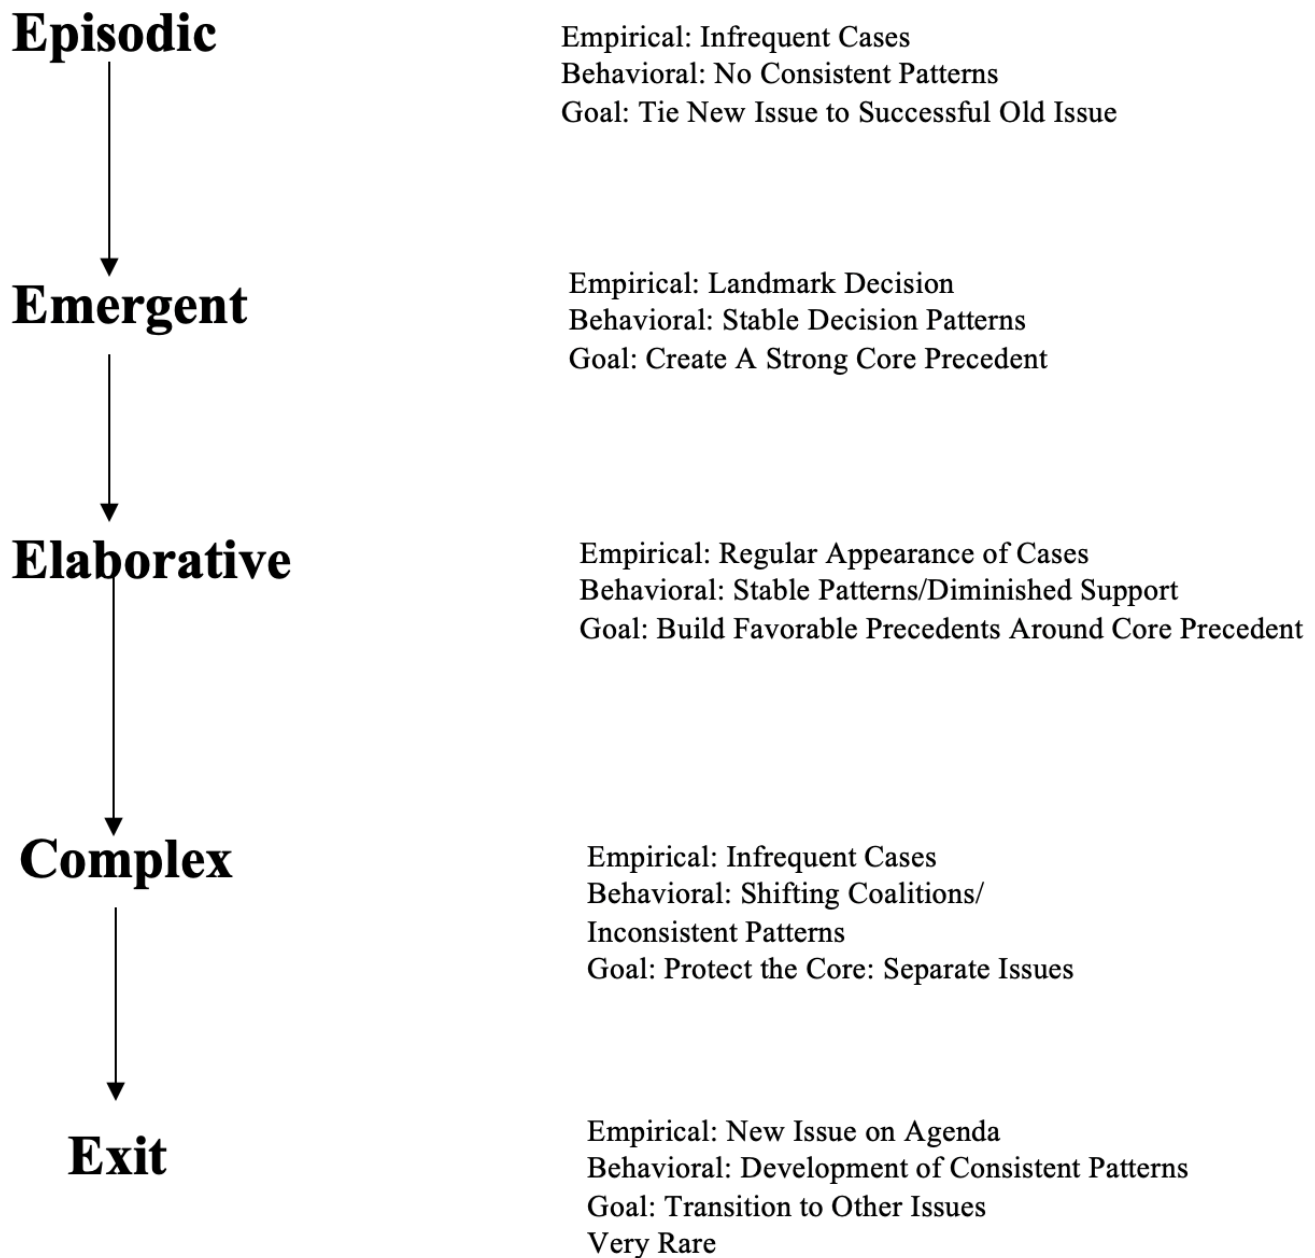 Episodic
Empirical: Infrequent Cases
Behavioral: No Consistent Patterns
Goal: Tie New Issue to Successful Old Issue
Emergent
Empirical: Landmark Decision
Behavioral: Stable Decision Patterns
Goal: Create A Strong Core Precedent
Elaborative
Empirical: Regular Appearance of Cases
Behavioral: Stable Patterns/Diminished Support
Goal: Build Favorable Precedents Around Core Precedent
Complex
Empirical: Infrequent Cases
Behavioral: Shifting Coalitions/
Inconsistent Patterns
Goal: Protect the Core: Separate Issues
Exit
Empirical: New Issue on Agenda
Behavioral: Development of Consistent Patterns
Goal: Transition to Other Issues
Very Rare